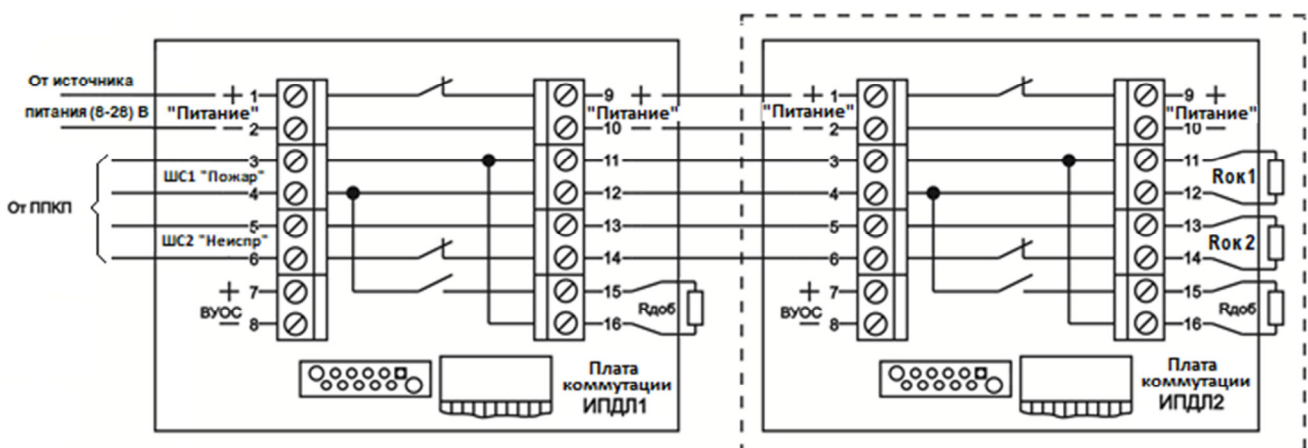 От источника
питания (8-28) В
От ППКП
+ 1
"Питание"
− 2
3
ШС1 "Пожар"
4
5
ШС2 "Неиспр"
6
+ 7
ВУОС
− 8
9 +
"Питание"
10 −
11
12
13
14
15
Rдоб
16
Плата
коммутации
ИПДЛ1
+ 1
"Питание"
− 2
3
4
5
6
+ 7
ВУОС
− 8
9 +
"Питание"
10 −
11
Rок1
12
13
Rок2
14
15
Rдоб
16
Плата
коммутации
ИПДЛ2